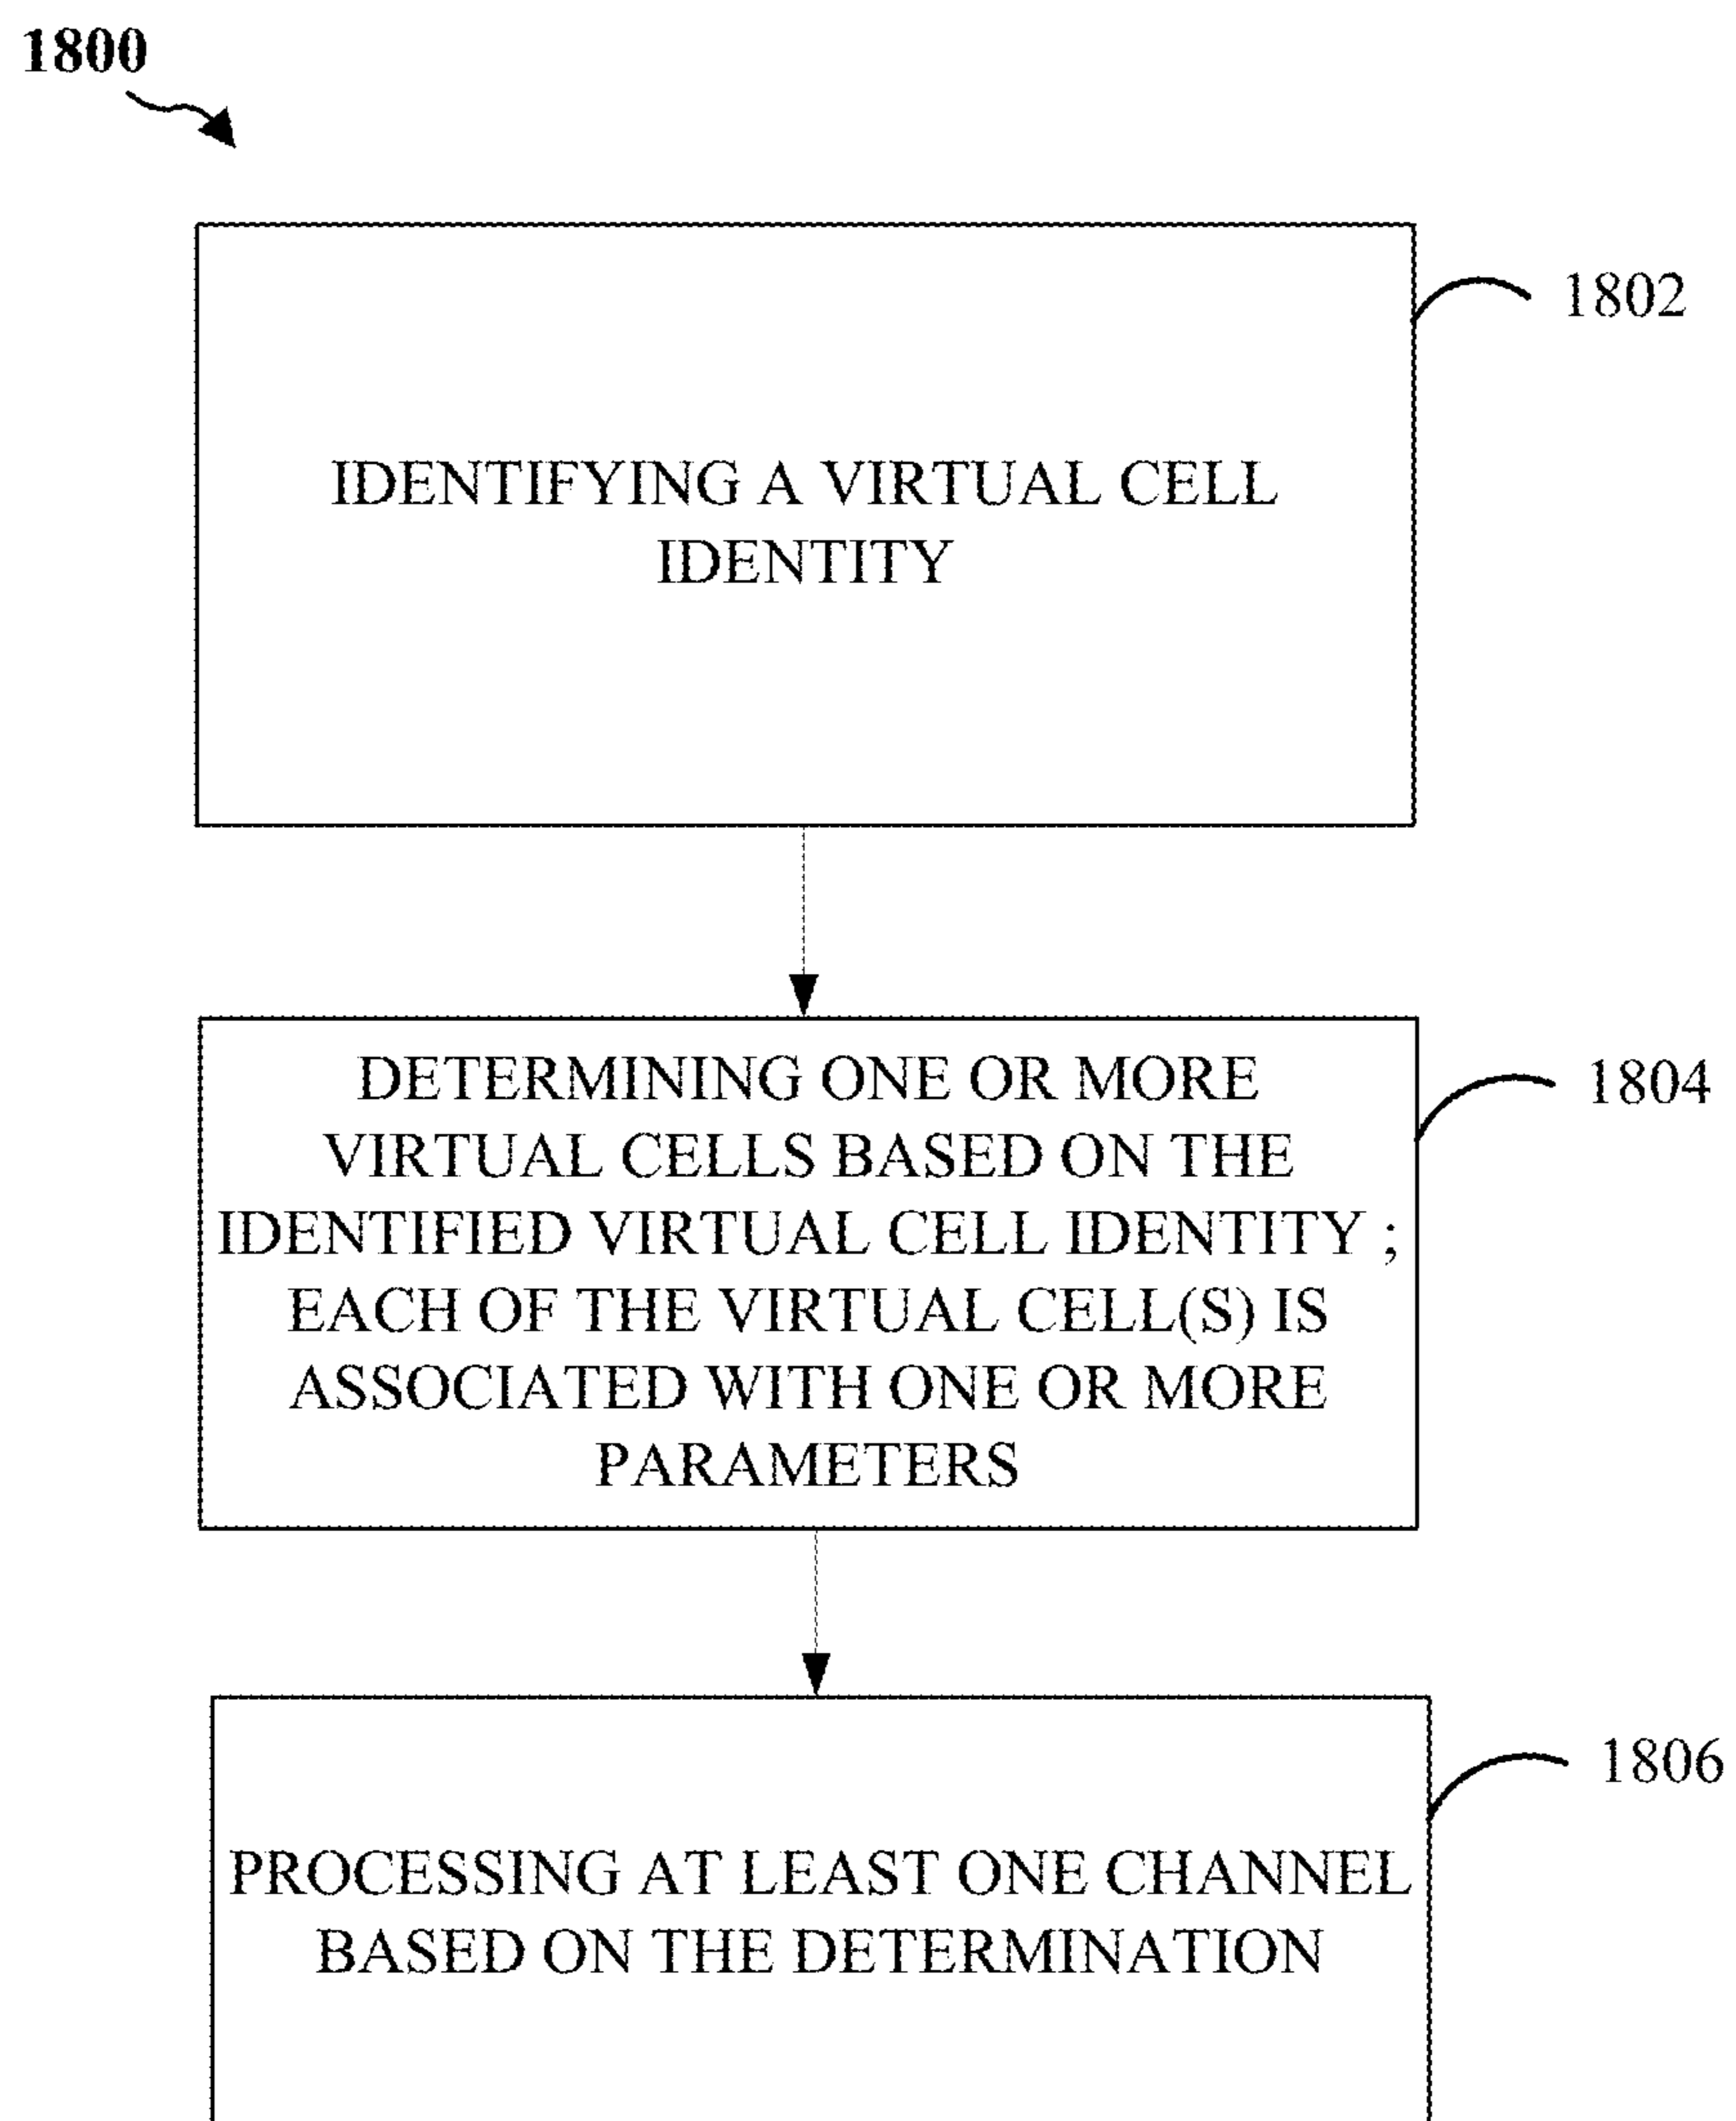 1800
1802
IDENTIFYING A VIRTUAL CELL
IDENTITY
DETERMINING ONE OR MORE
1804
VIRTUAL CELLS BASED ON THE
IDENTIFIED VIRTUAL CELL IDENTITY ;
EACH OF THE VIRTUAL CELL(S) IS
ASSOCIATED WITH ONE OR MORE
PARAMETERS
1806
PROCESSING AT LEAST ONE CHANNEL
BASED ON THE DETERMINATION